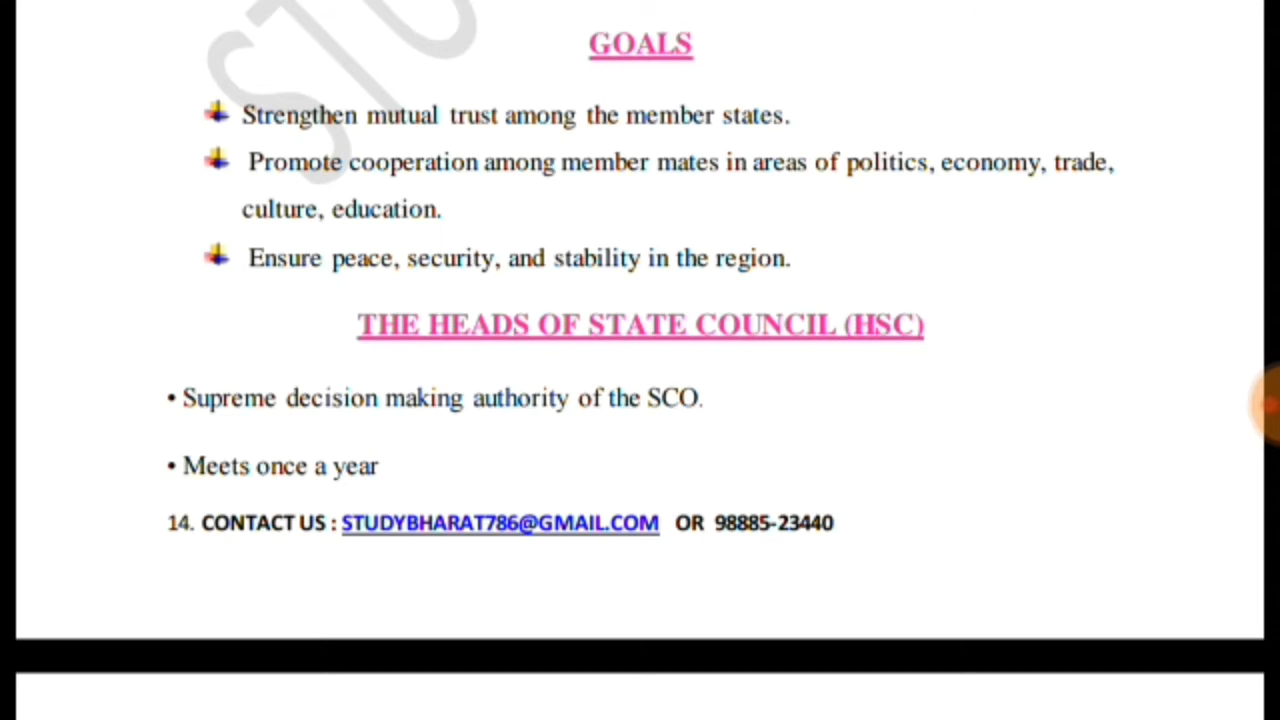 GOALS
Strengthen mutual trust among the member states.
Promote cooperation among member mates in areas of politics, economy, trade,
culture, education.
Ensure peace, security, and stability in the region.
THE HEADS OF STATE COUNCIL (HSC)
• Supreme decision making authority of the SCO.
• Meets once a year
14. CONTACT US : STUDYBHARAT786@GMAIL.COM OR 98885-23440